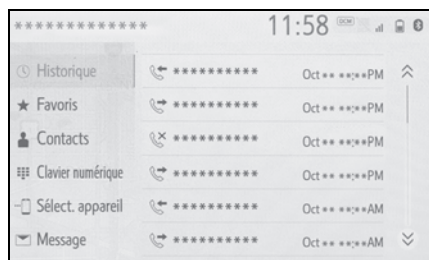 ************* 11:58 DCM
Historique ********** Oct ** **:**PM
Favoris ********** Oct ** **:**PM
Contacts ********** Oct ** **:**PM
Clavier numérique ********** Oct ** **:**PM
Sélect. appareil ********** Oct ** **:**AM
Message ********** Oct ** **:**AM